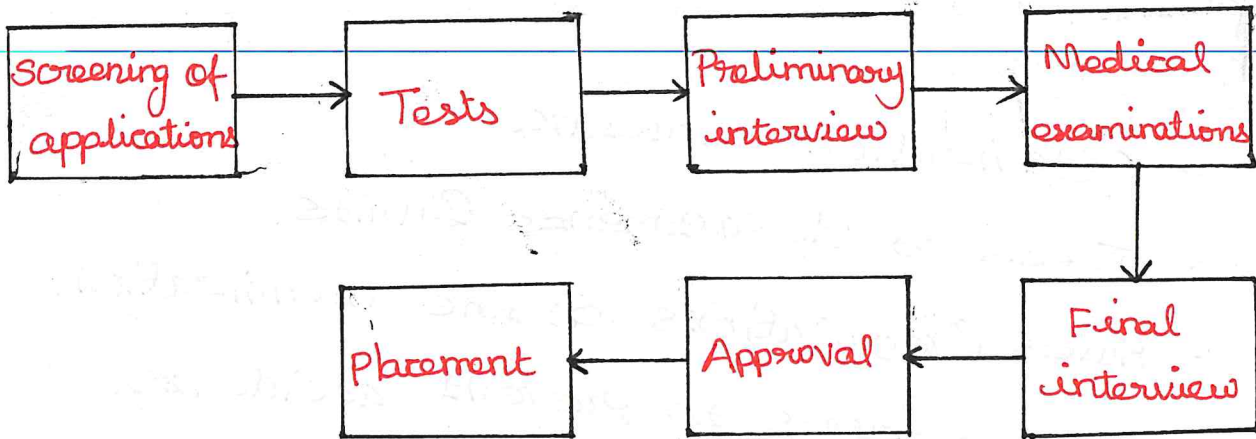 Screening of
applications
Tests
Preliminary
interview
Medical
examinations
Final
interview
Approval
Placement